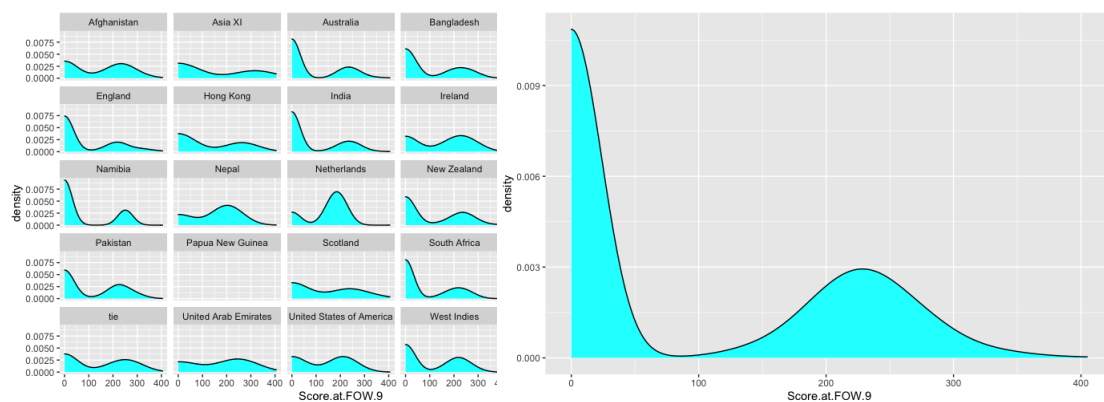 Afghanistan Asia XI Australia Bangladesh
0.0075
0.0050
0.0025
0.0000
England Hong Kong India Ireland
0.0075
0.0050
0.0025
0.0000
Namibia Nepal Netherlands New Zealand
0.0075
0.0050
0.0025
0.0000
Pakistan Papua New Guinea Scotland South Africa
0.0075
0.0050
0.0025
0.0000
tie United Arab Emirates United States of America West Indies
0.0075
0.0050
0.0025
0.0000
0 100 200 300 400 0 100 200 300 400 0 100 200 300 400 0 100 200 300
density
Score.at.FOW.9
0.009
0.006
0.003
0.000
0 100 200 300 400
density
Score.at.FOW.9